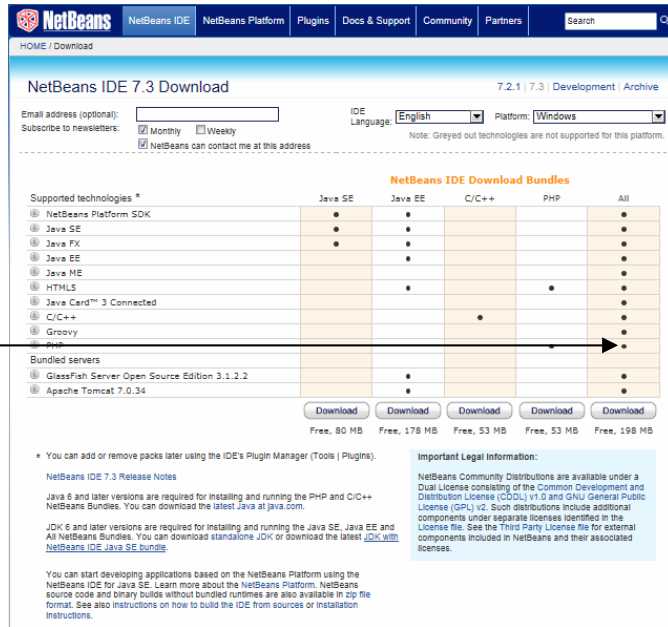 NetBeans
NetBeans IDE NetBeans Platform Plugins Docs & Support Community Partners Search
HOME / Download
NetBeans IDE 7.3 Download
7.2.1 | 7.3 | Development | Archive
Email address (optional):
IDE Language: English Platform: Windows
Subscribe to newsletters: Monthly Weekly
Note: Greyed out technologies are not supported for this platform.
NetBeans can contact me at this address
NetBeans IDE Download Bundles
Supported technologies * Java SE Java EE C/C++ PHP All
NetBeans Platform SDK • • •
Java SE • • •
Java FX • • •
Java EE • •
Java ME •
HTML5 • • •
Java Card™ 3 Connected •
C/C++ • •
Groovy •
PHP • •
Bundled servers
GlassFish Server Open Source Edition 3.1.2.2 • •
Apache Tomcat 7.0.34 • •
Download Download Download Download Download
Free, 80 MB Free, 178 MB Free, 53 MB Free, 53 MB Free, 198 MB
* You can add or remove packs later using the IDE's Plugin Manager (Tools | Plugins).
NetBeans IDE 7.3 Release Notes
Java 6 and later versions are required for installing and running the PHP and C/C++
NetBeans Bundles. You can download the latest Java at java.com.
JDK 6 and later versions are required for installing and running the Java SE, Java EE and
All NetBeans Bundles. You can download standalone JDK or download the latest JDK with
NetBeans IDE Java SE bundle.
You can start developing applications based on the NetBeans Platform using the
NetBeans IDE for Java SE. Learn more about the NetBeans Platform. NetBeans
source code and binary builds without bundled runtimes are also available in zip file
format. See also instructions on how to build the IDE from sources or installation
instructions.
Important Legal Information:
NetBeans Community Distributions are available under a
Dual License consisting of the Common Development and
Distribution License (CDDL) v1.0 and GNU General Public
License (GPL) v2. Such distributions include additional
components under separate licenses identified in the
License file. See the Third Party License file for external
components included in NetBeans and their associated
licenses.